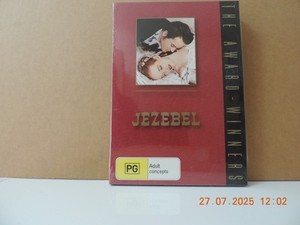 THE AWARD-WINNERS
JEZEBEL
PG
Adult
concepts
27.07.2025 12:02